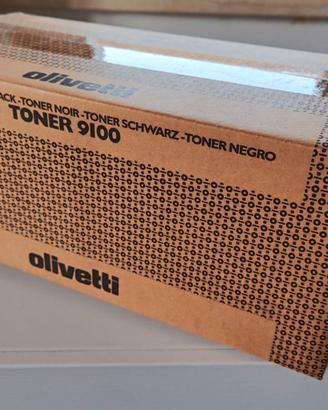 olivetti
ACK-TONER NOIR-TONER SCHWARZ-TONER NEGRO
TONER 9100
olivetti